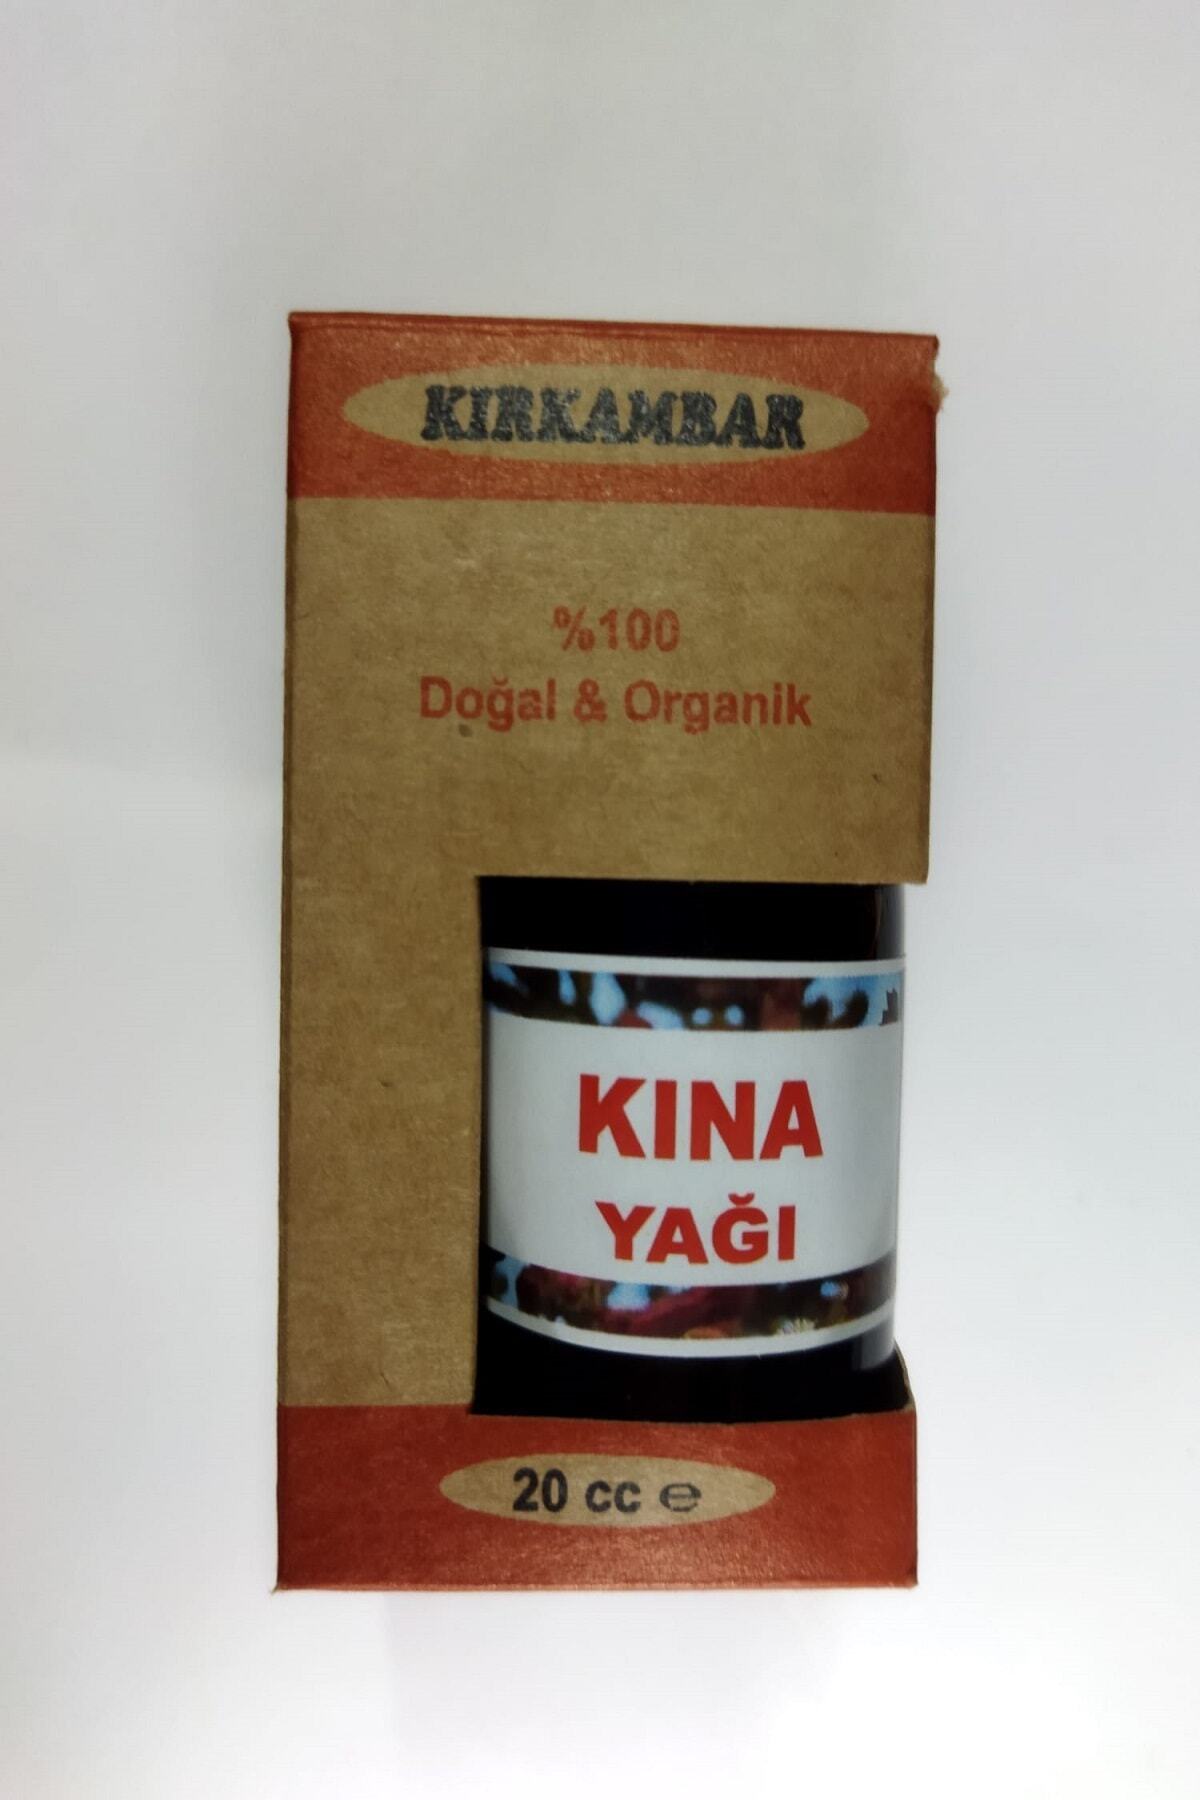 KIRKAMBAR
%100
Doğal & Organik
KINA
YAĞI
20 cc ℮